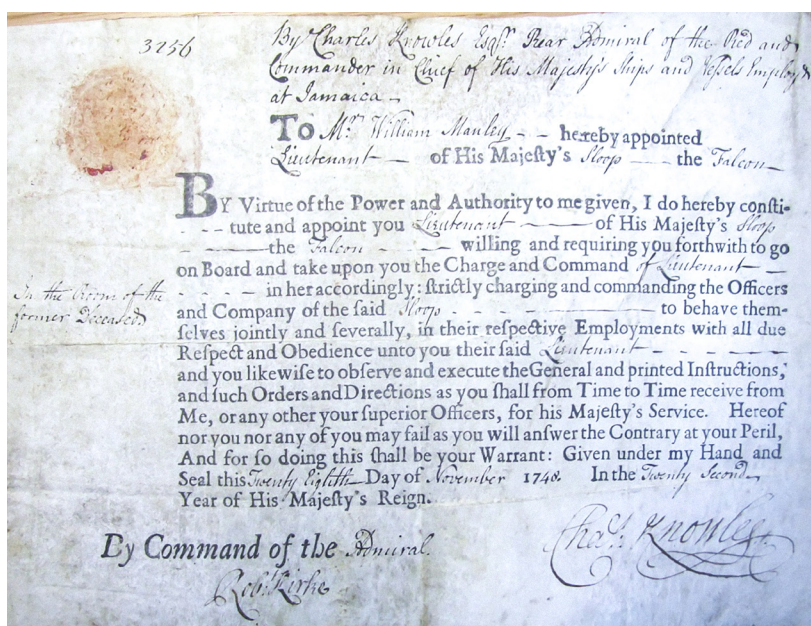 3256
By Charles Knowles Esqr. Rear Admiral of the Red and
Commander in Chief of His Majesty's Ships and Vessels Employ'd
at Jamaica
To Mr. William Manley - - hereby appointed
Lieutenant — of His Majeſty's Sloop — the Falcon
BY Virtue of the Power and Authority to me given, I do hereby conſti-
- - tute and appoint you Lieutenant — of His Majeſty's Sloop
- — the Falcon - - - willing and requiring you forthwith to go
on Board and take upon you the Charge and Command of Lieutenant —
- - - - - in her accordingly: ſtrictly charging and commanding the Officers
In the Room of the
former Deceased
and Company of the ſaid Sloop - - - - — to behave them-
ſelves jointly and ſeverally, in their reſpective Employments with all due
Reſpect and Obedience unto you their ſaid Lieutenant - - - -
and you likewiſe to obſerve and execute the General and printed Inſtructions,
and ſuch Orders and Directions as you ſhall from Time to Time receive from
Me, or any other your ſuperior Officers, for his Majeſty's Service. Hereof
nor you nor any of you may fail as you will anſwer the Contrary at your Peril,
And for ſo doing this ſhall be your Warrant: Given under my Hand and
Seal this Twenty Eighth Day of November 1748. In the Twenty Second
Year of His Majeſty's Reign.
Chas. Knowles
By Command of the Admiral.
Robt. Kirke